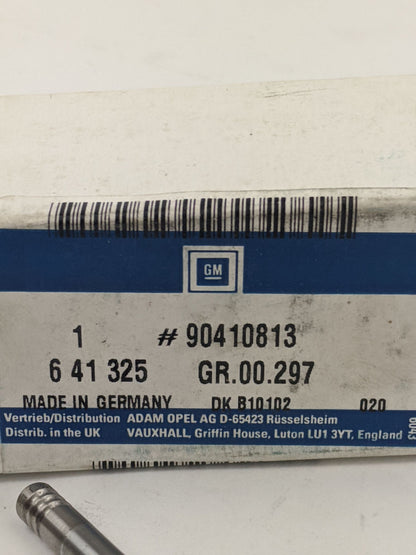 GM
1 # 90410813
6 41 325 GR.00.297
MADE IN GERMANY DK B10102 020
Vertrieb/Distribution ADAM OPEL AG D-65423 Rüsselsheim
Distrib. in the UK VAUXHALL, Griffin House, Luton LU1 3YT, England
0043